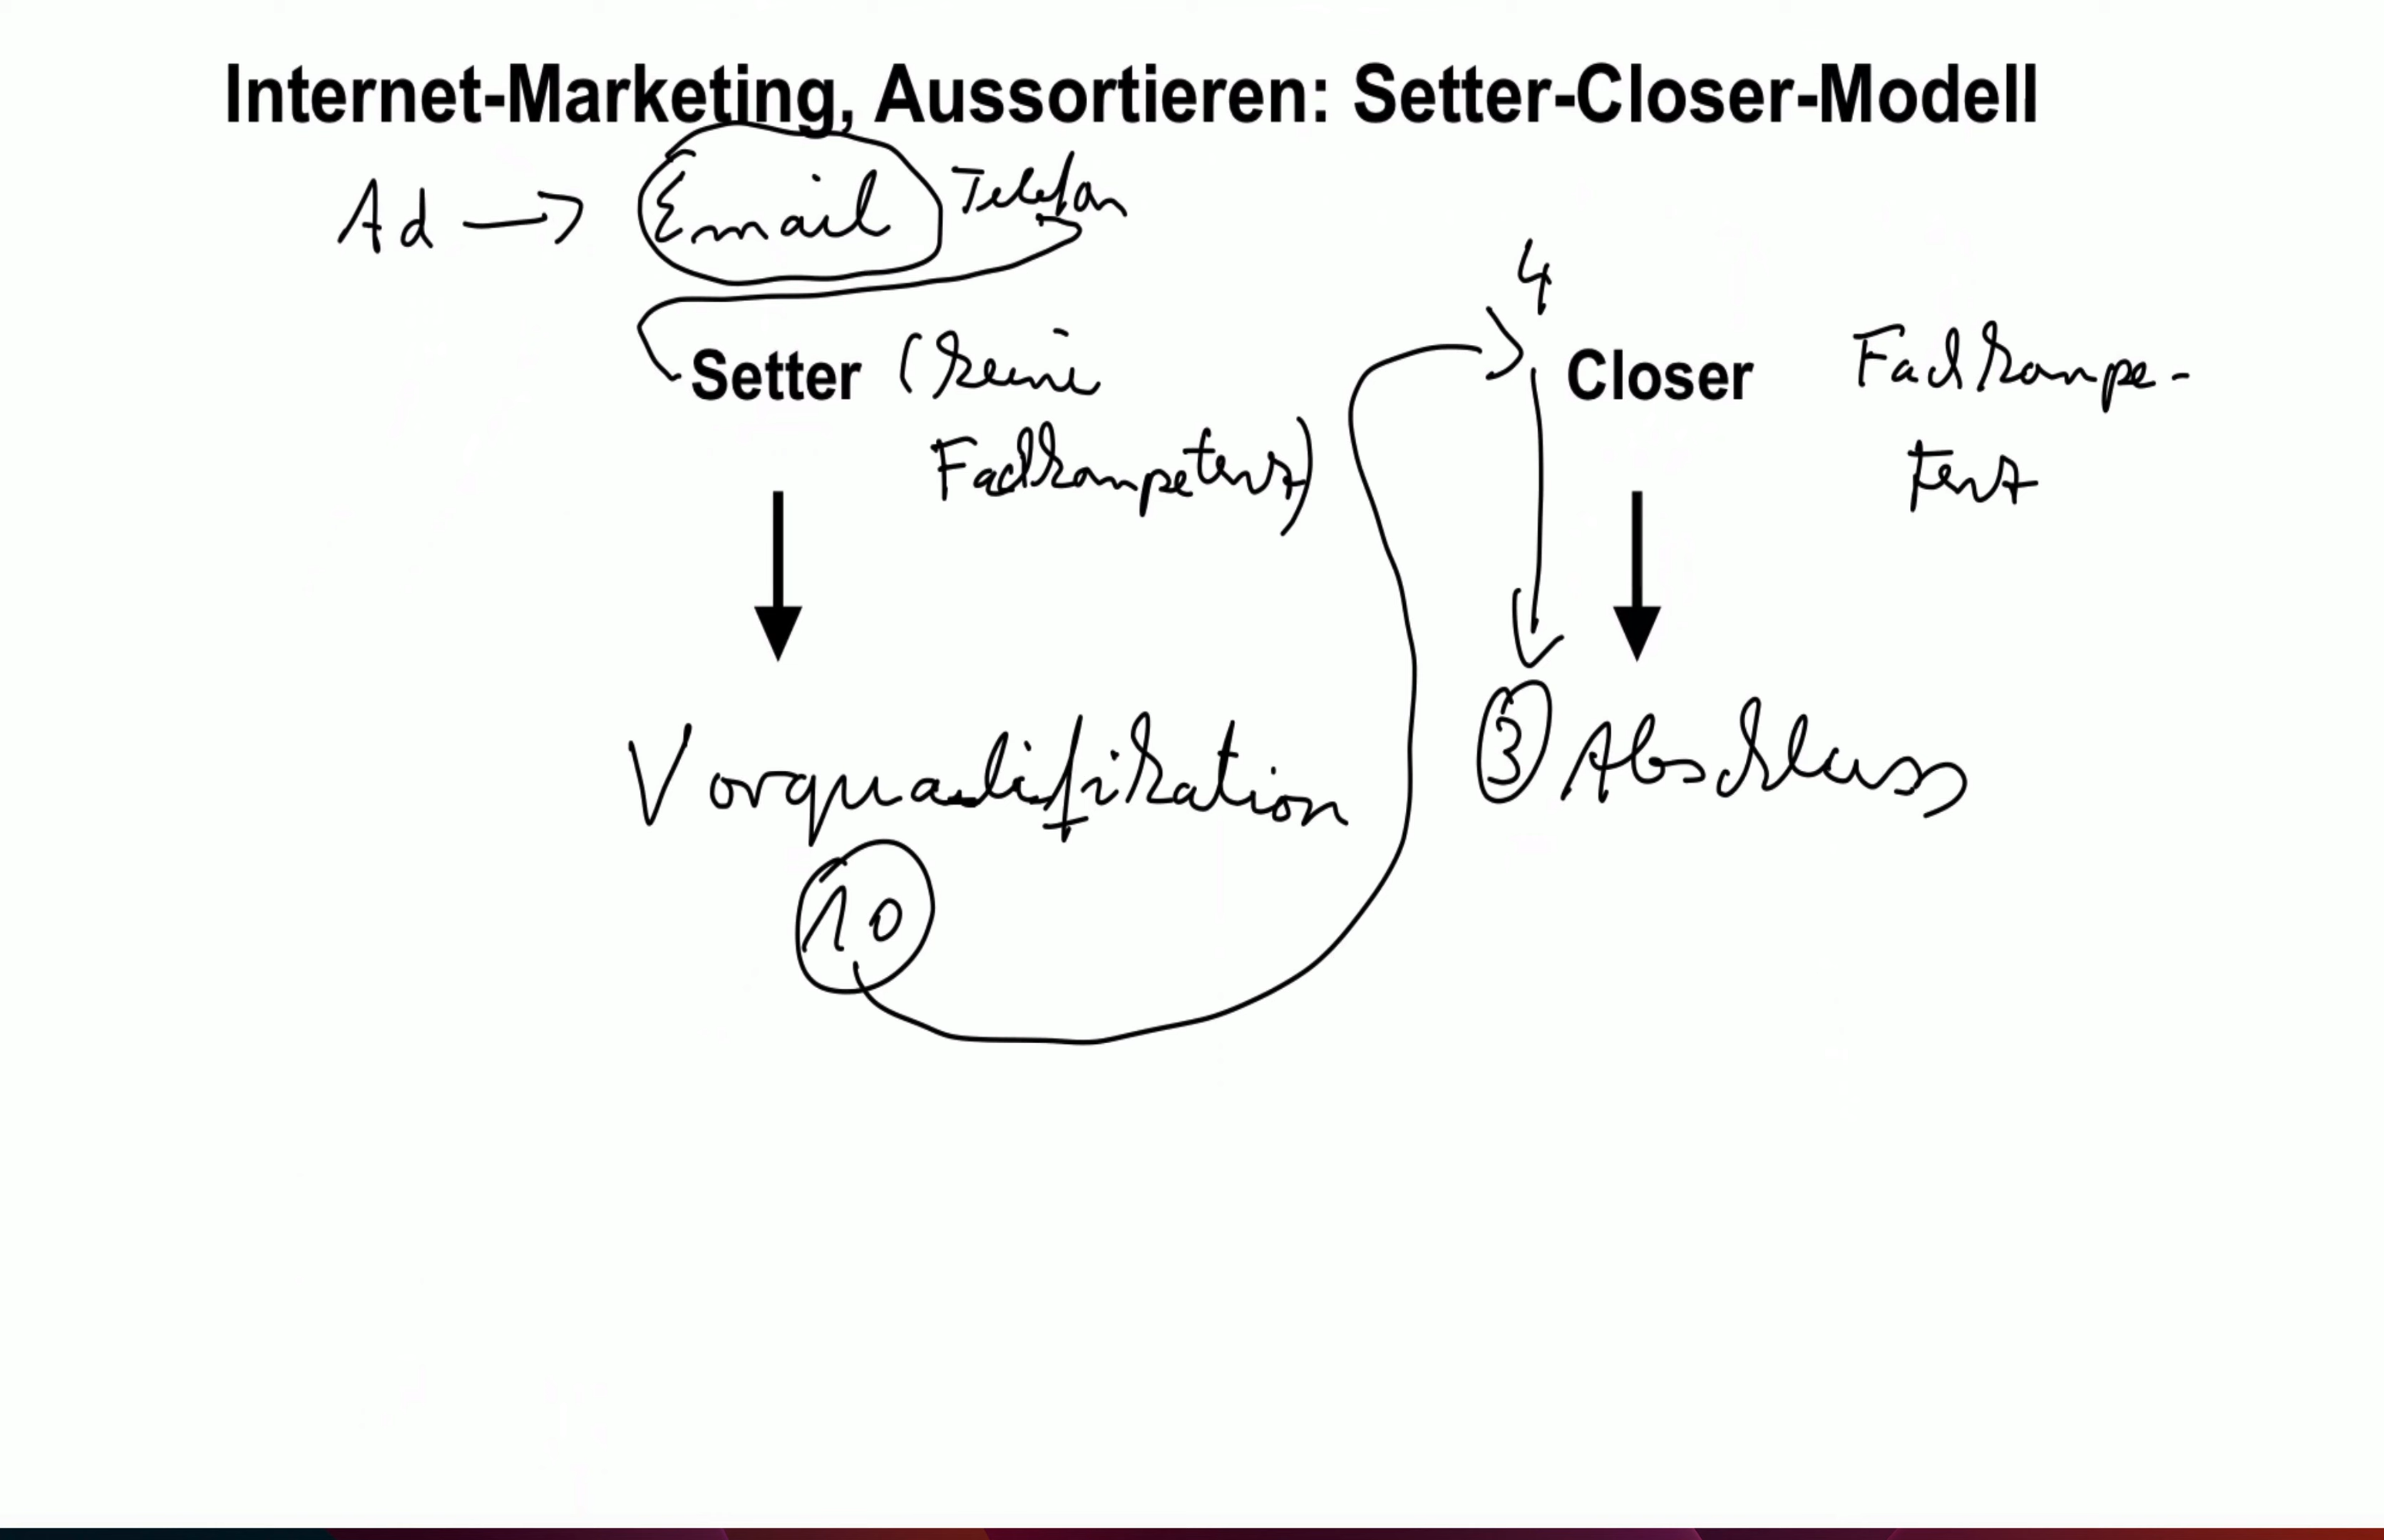 Internet-Marketing, Aussortieren: Setter-Closer-Modell
Ad → Email Telefon
4
Setter (keine
Fachkompetenz)
Closer Fachkompe-
tenz
Vorqualifikation
10
3 Abschluss